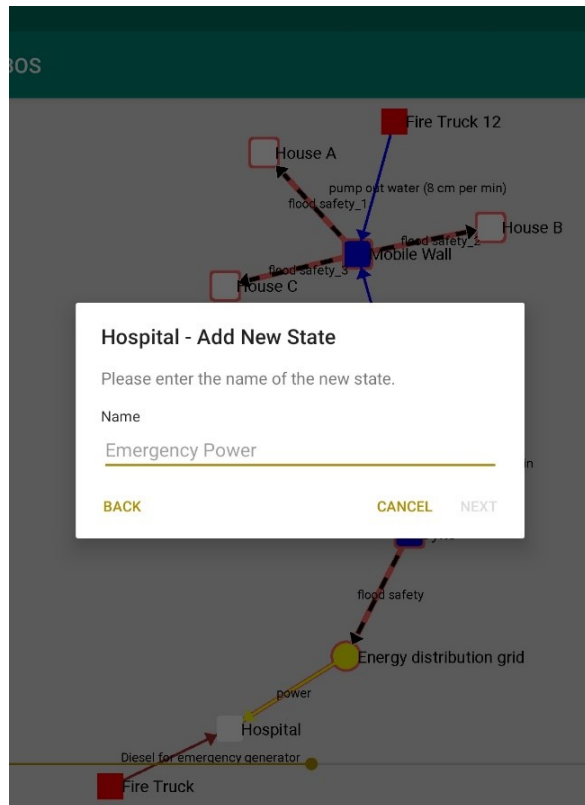 BOS
Fire Truck 12
House A
pump out water (8 cm per min)
flood safety_1
House B
flood safety_2
Mobile Wall
flood safety_3
House C
Hospital - Add New State
Please enter the name of the new state.
Name
Emergency Power
in
BACK
CANCEL
NEXT
flood safety
Energy distribution grid
power
Hospital
Diesel for emergency generator
Fire Truck